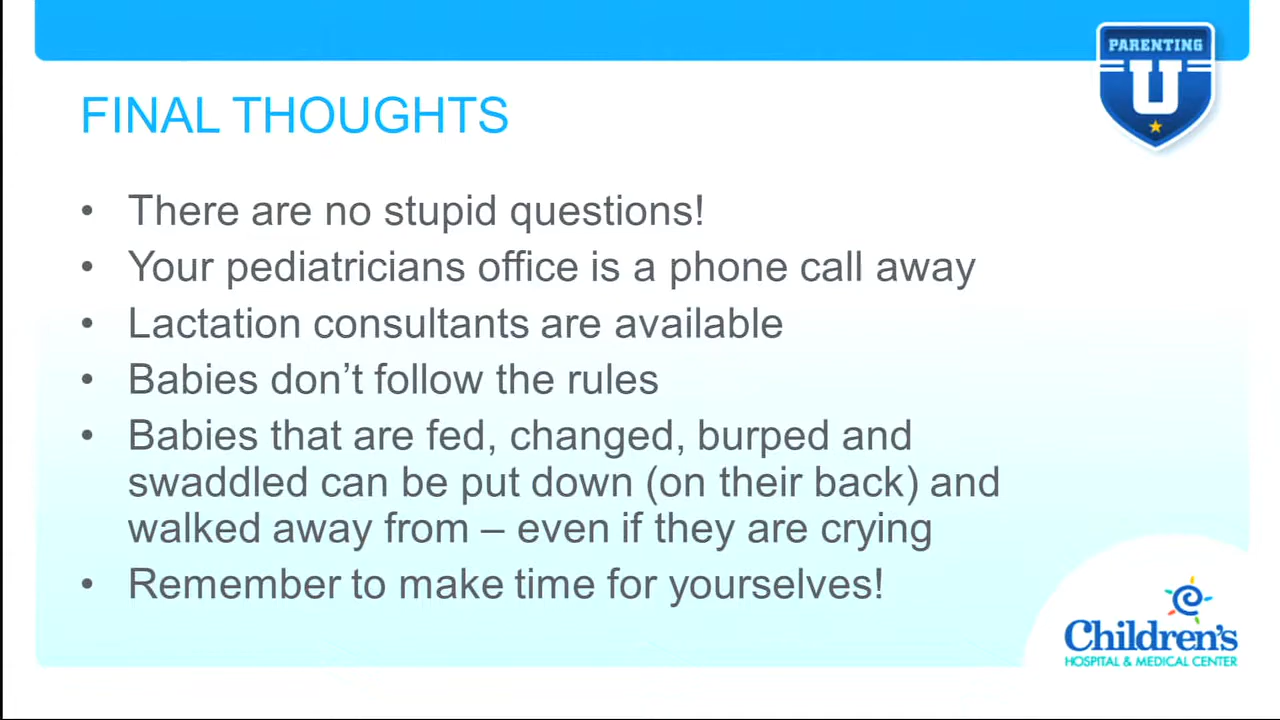 PARENTING
U
FINAL THOUGHTS
• There are no stupid questions!
• Your pediatricians office is a phone call away
• Lactation consultants are available
• Babies don’t follow the rules
• Babies that are fed, changed, burped and
swaddled can be put down (on their back) and
walked away from – even if they are crying
• Remember to make time for yourselves!
Children's
HOSPITAL & MEDICAL CENTER